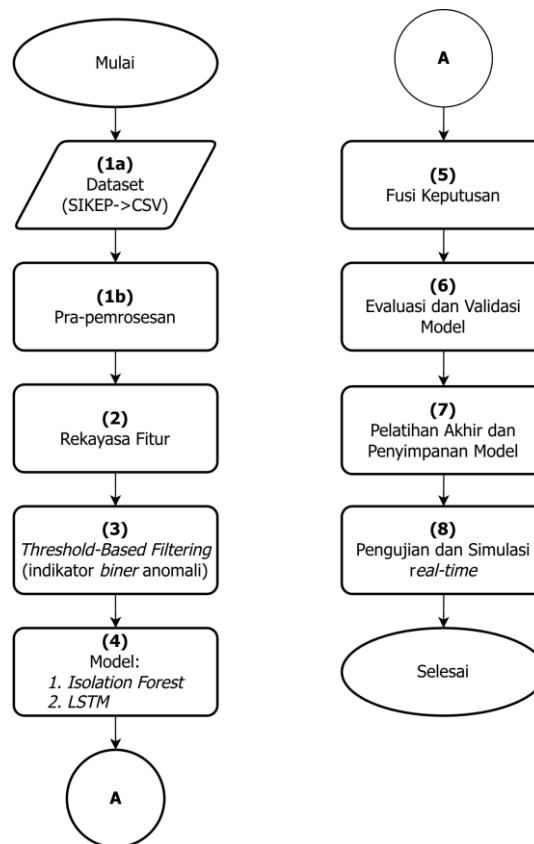 Mulai
(1a)
Dataset
(SIKEP->CSV)
(1b)
Pra-pemrosesan
(2)
Rekayasa Fitur
(3)
Threshold-Based Filtering
(indikator biner anomali)
(4)
Model:
1. Isolation Forest
2. LSTM
A
A
(5)
Fusi Keputusan
(6)
Evaluasi dan Validasi
Model
(7)
Pelatihan Akhir dan
Penyimpanan Model
(8)
Pengujian dan Simulasi
real-time
Selesai